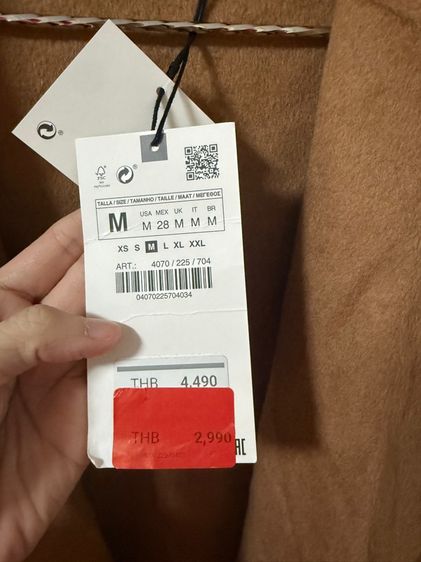 ®
FSC
®
TALLA / SIZE / TAMANHO / TAILLE / MAAT / ΜΕΓΕΘΟΣ
M
USA MEX UK IT BR
M 28 M M M
XS S M L XL XXL
ART.: 4070 / 225 / 704
04070225704034
THB 4.490
THB 2,990